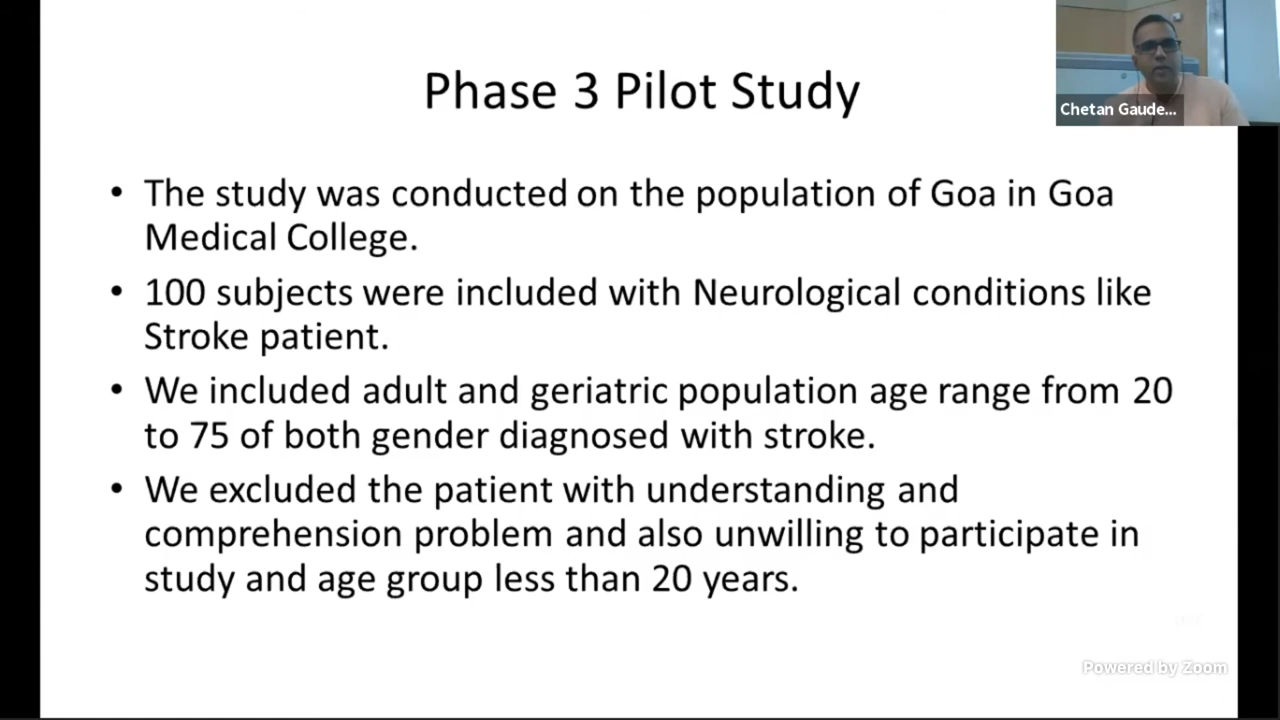 Phase 3 Pilot Study
Chetan Gaude...
• The study was conducted on the population of Goa in Goa
Medical College.
• 100 subjects were included with Neurological conditions like
Stroke patient.
• We included adult and geriatric population age range from 20
to 75 of both gender diagnosed with stroke.
• We excluded the patient with understanding and
comprehension problem and also unwilling to participate in
study and age group less than 20 years.
Powered by Zoom